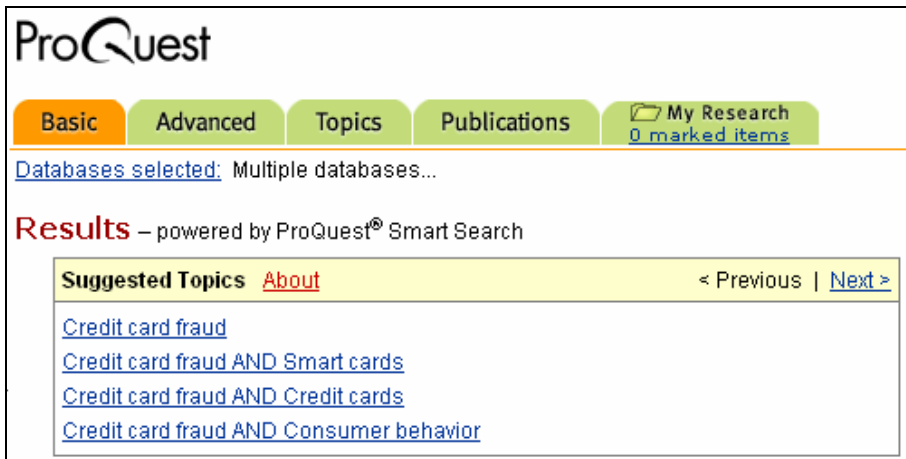 ProQuest
Basic Advanced Topics Publications My Research
0 marked items
Databases selected: Multiple databases...
Results – powered by ProQuest® Smart Search
Suggested Topics About < Previous | Next >
Credit card fraud
Credit card fraud AND Smart cards
Credit card fraud AND Credit cards
Credit card fraud AND Consumer behavior